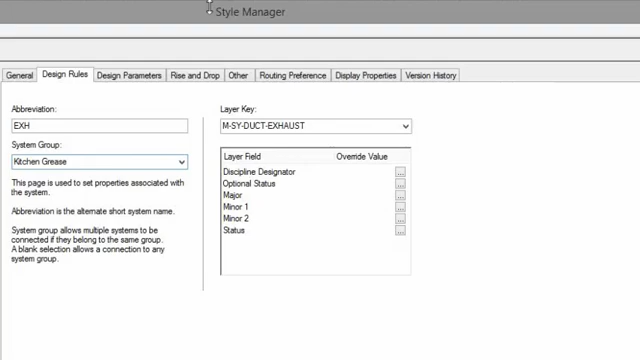 Style Manager
General Design Rules Design Parameters Rise and Drop Other Routing Preference Display Properties Version History
Abbreviation:
EXH
System Group:
Kitchen Grease
This page is used to set properties associated with
the system.
Abbreviation is the alternate short system name.
System group allows multiple systems to be
connected if they belong to the same group.
A blank selection allows a connection to any
system group.
Layer Key:
M-SY-DUCT-EXHAUST
Layer Field Override Value
Discipline Designator ...
Optional Status ...
Major ...
Minor 1 ...
Minor 2 ...
Status ...